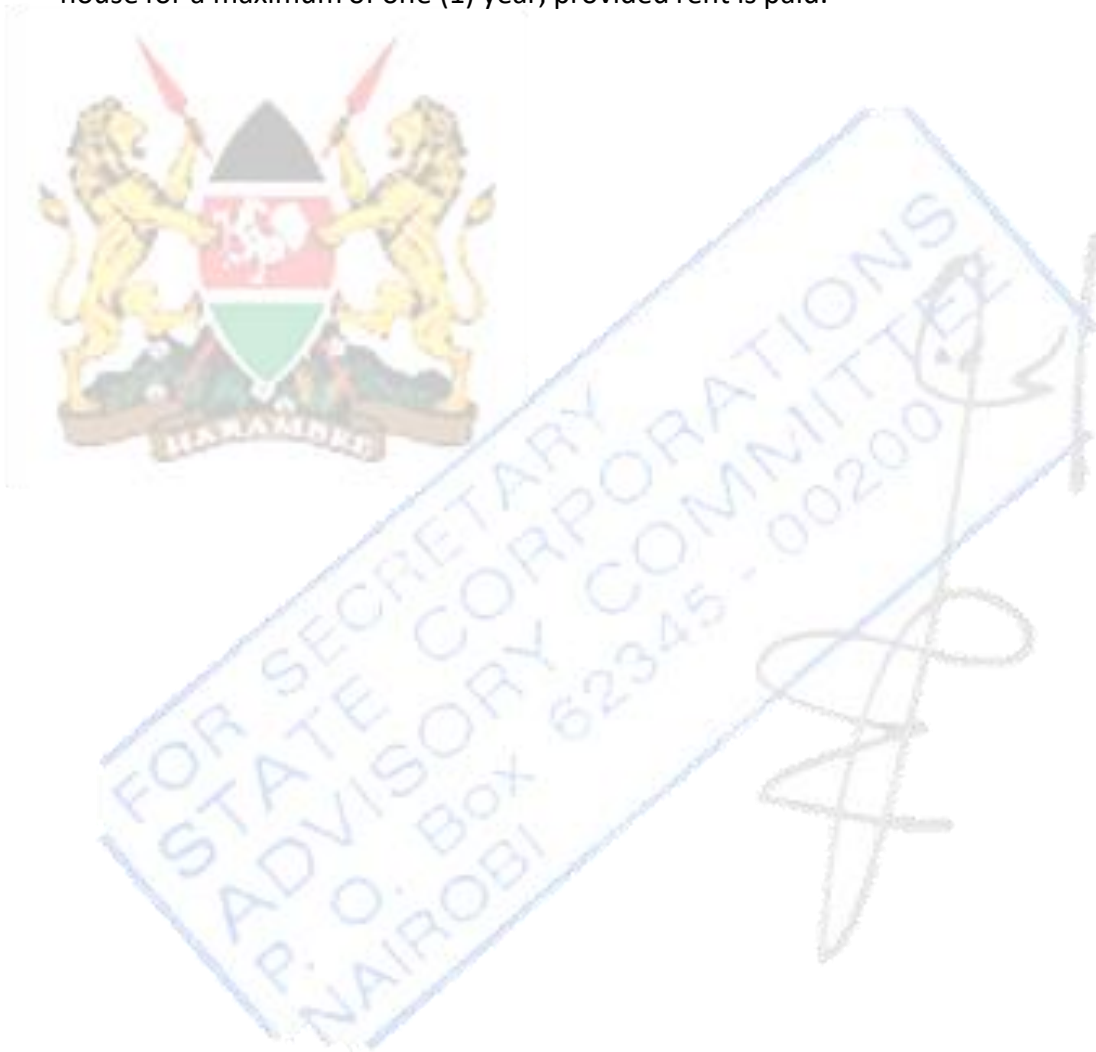 house for a maximum of one (1) year, provided rent is paid.
HARAMBEE
FOR SECRETARY
STATE CORPORATIONS
ADVISORY COMMITTEE
P. O. Box 62345 - 00200
NAIROBI